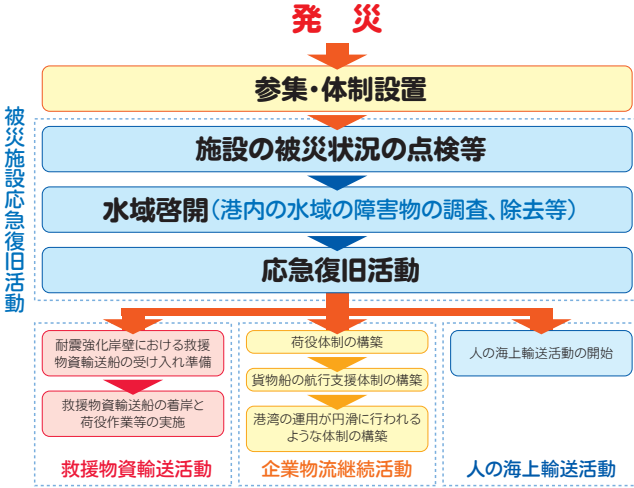 発 災
参集・体制設置
被災施設応急復旧活動
施設の被災状況の点検等
水域啓開（港内の水域の障害物の調査、除去等）
応急復旧活動
耐震強化岸壁における救援
物資輸送船の受け入れ準備
救援物資輸送船の着岸と
荷役作業等の実施
救援物資輸送活動
荷役体制の構築
貨物船の航行支援体制の構築
港湾の運用が円滑に行われる
ような体制の構築
企業物流継続活動
人の海上輸送活動の開始
人の海上輸送活動